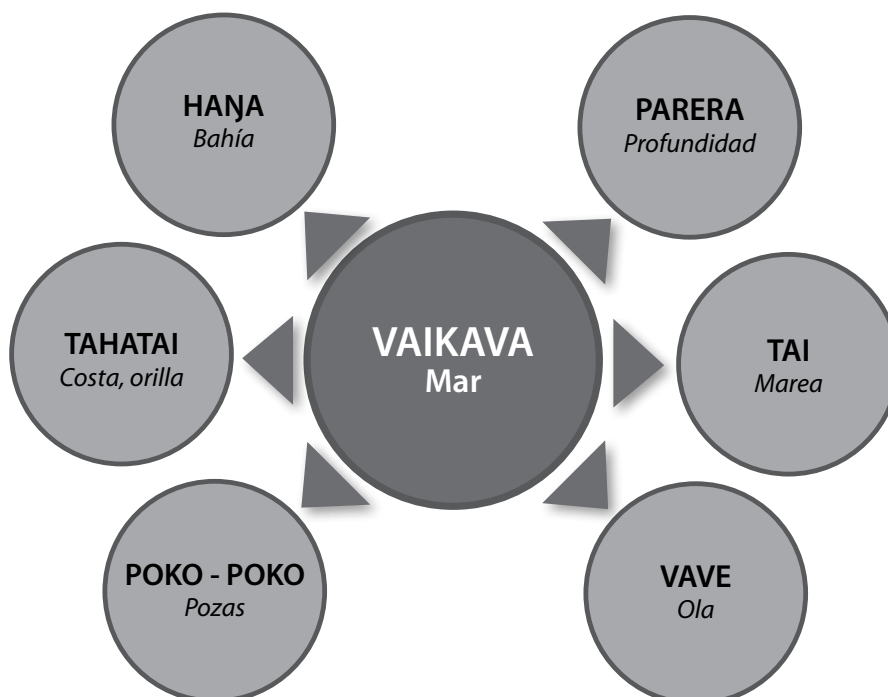 HAŊA
Bahía
PARERA
Profundidad
VAIKAVA
Mar
TAHATAI
Costa, orilla
TAI
Marea
POKO - POKO
Pozas
VAVE
Ola